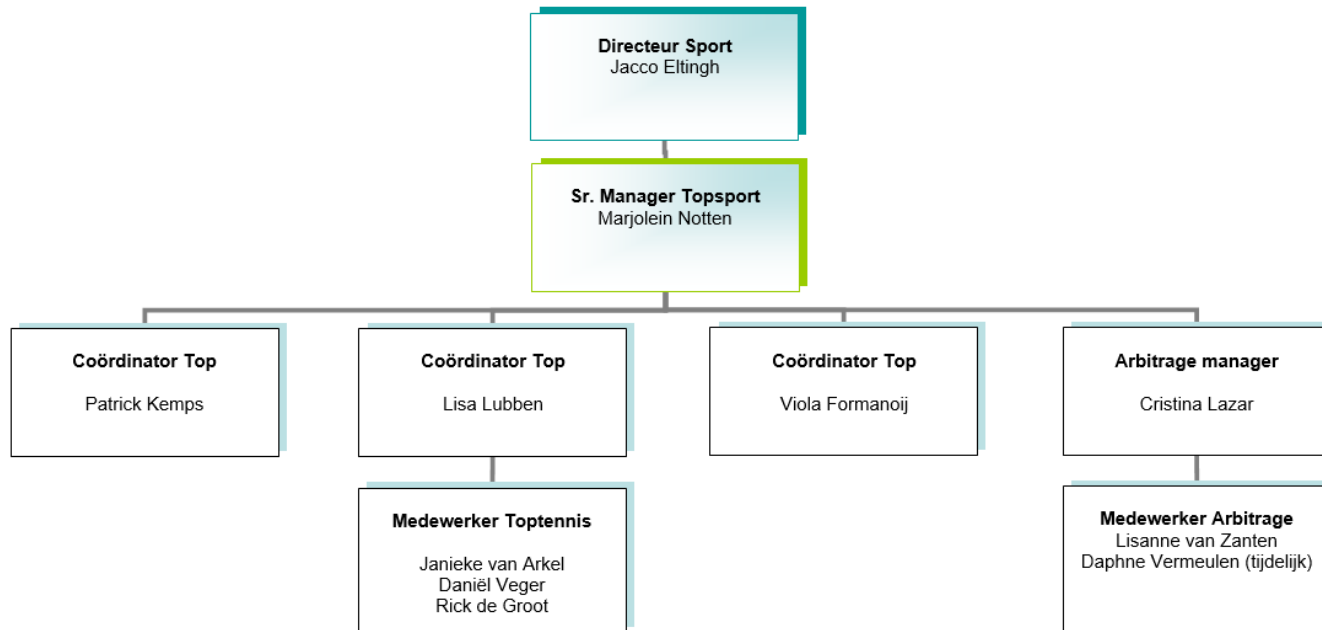 Directeur Sport
Jacco Eltingh
Sr. Manager Topsport
Marjolein Notten
Coördinator Top
Patrick Kemps
Coördinator Top
Lisa Lubben
Coördinator Top
Viola Formanoij
Arbitrage manager
Cristina Lazar
Medewerker Toptennis
Janieke van Arkel
Daniël Veger
Rick de Groot
Medewerker Arbitrage
Lisanne van Zanten
Daphne Vermeulen (tijdelijk)